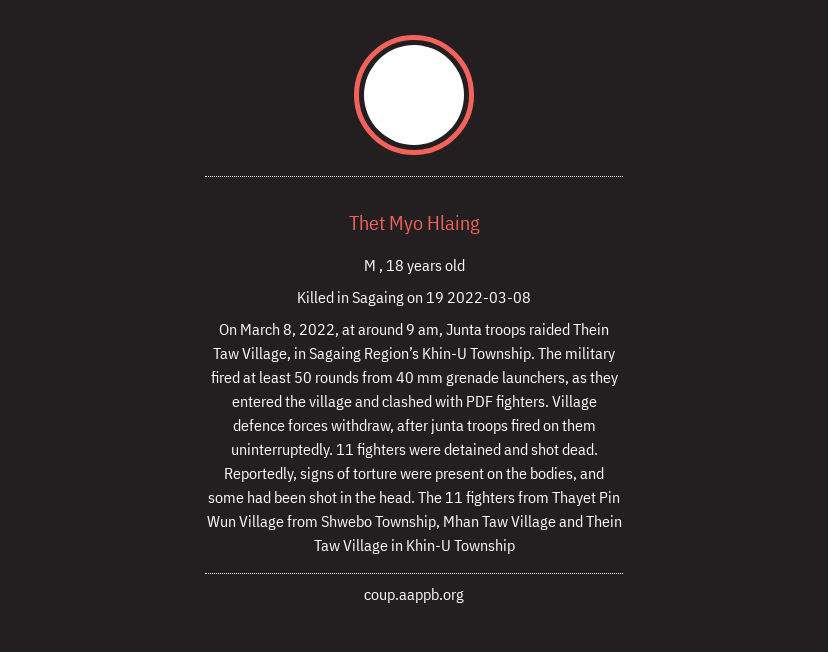 Thet Myo Hlaing
M , 18 years old
Killed in Sagaing on 19 2022-03-08
On March 8, 2022, at around 9 am, Junta troops raided Thein
Taw Village, in Sagaing Region’s Khin-U Township. The military
fired at least 50 rounds from 40 mm grenade launchers, as they
entered the village and clashed with PDF fighters. Village
defence forces withdraw, after junta troops fired on them
uninterruptedly. 11 fighters were detained and shot dead.
Reportedly, signs of torture were present on the bodies, and
some had been shot in the head. The 11 fighters from Thayet Pin
Wun Village from Shwebo Township, Mhan Taw Village and Thein
Taw Village in Khin-U Township
coup.aappb.org